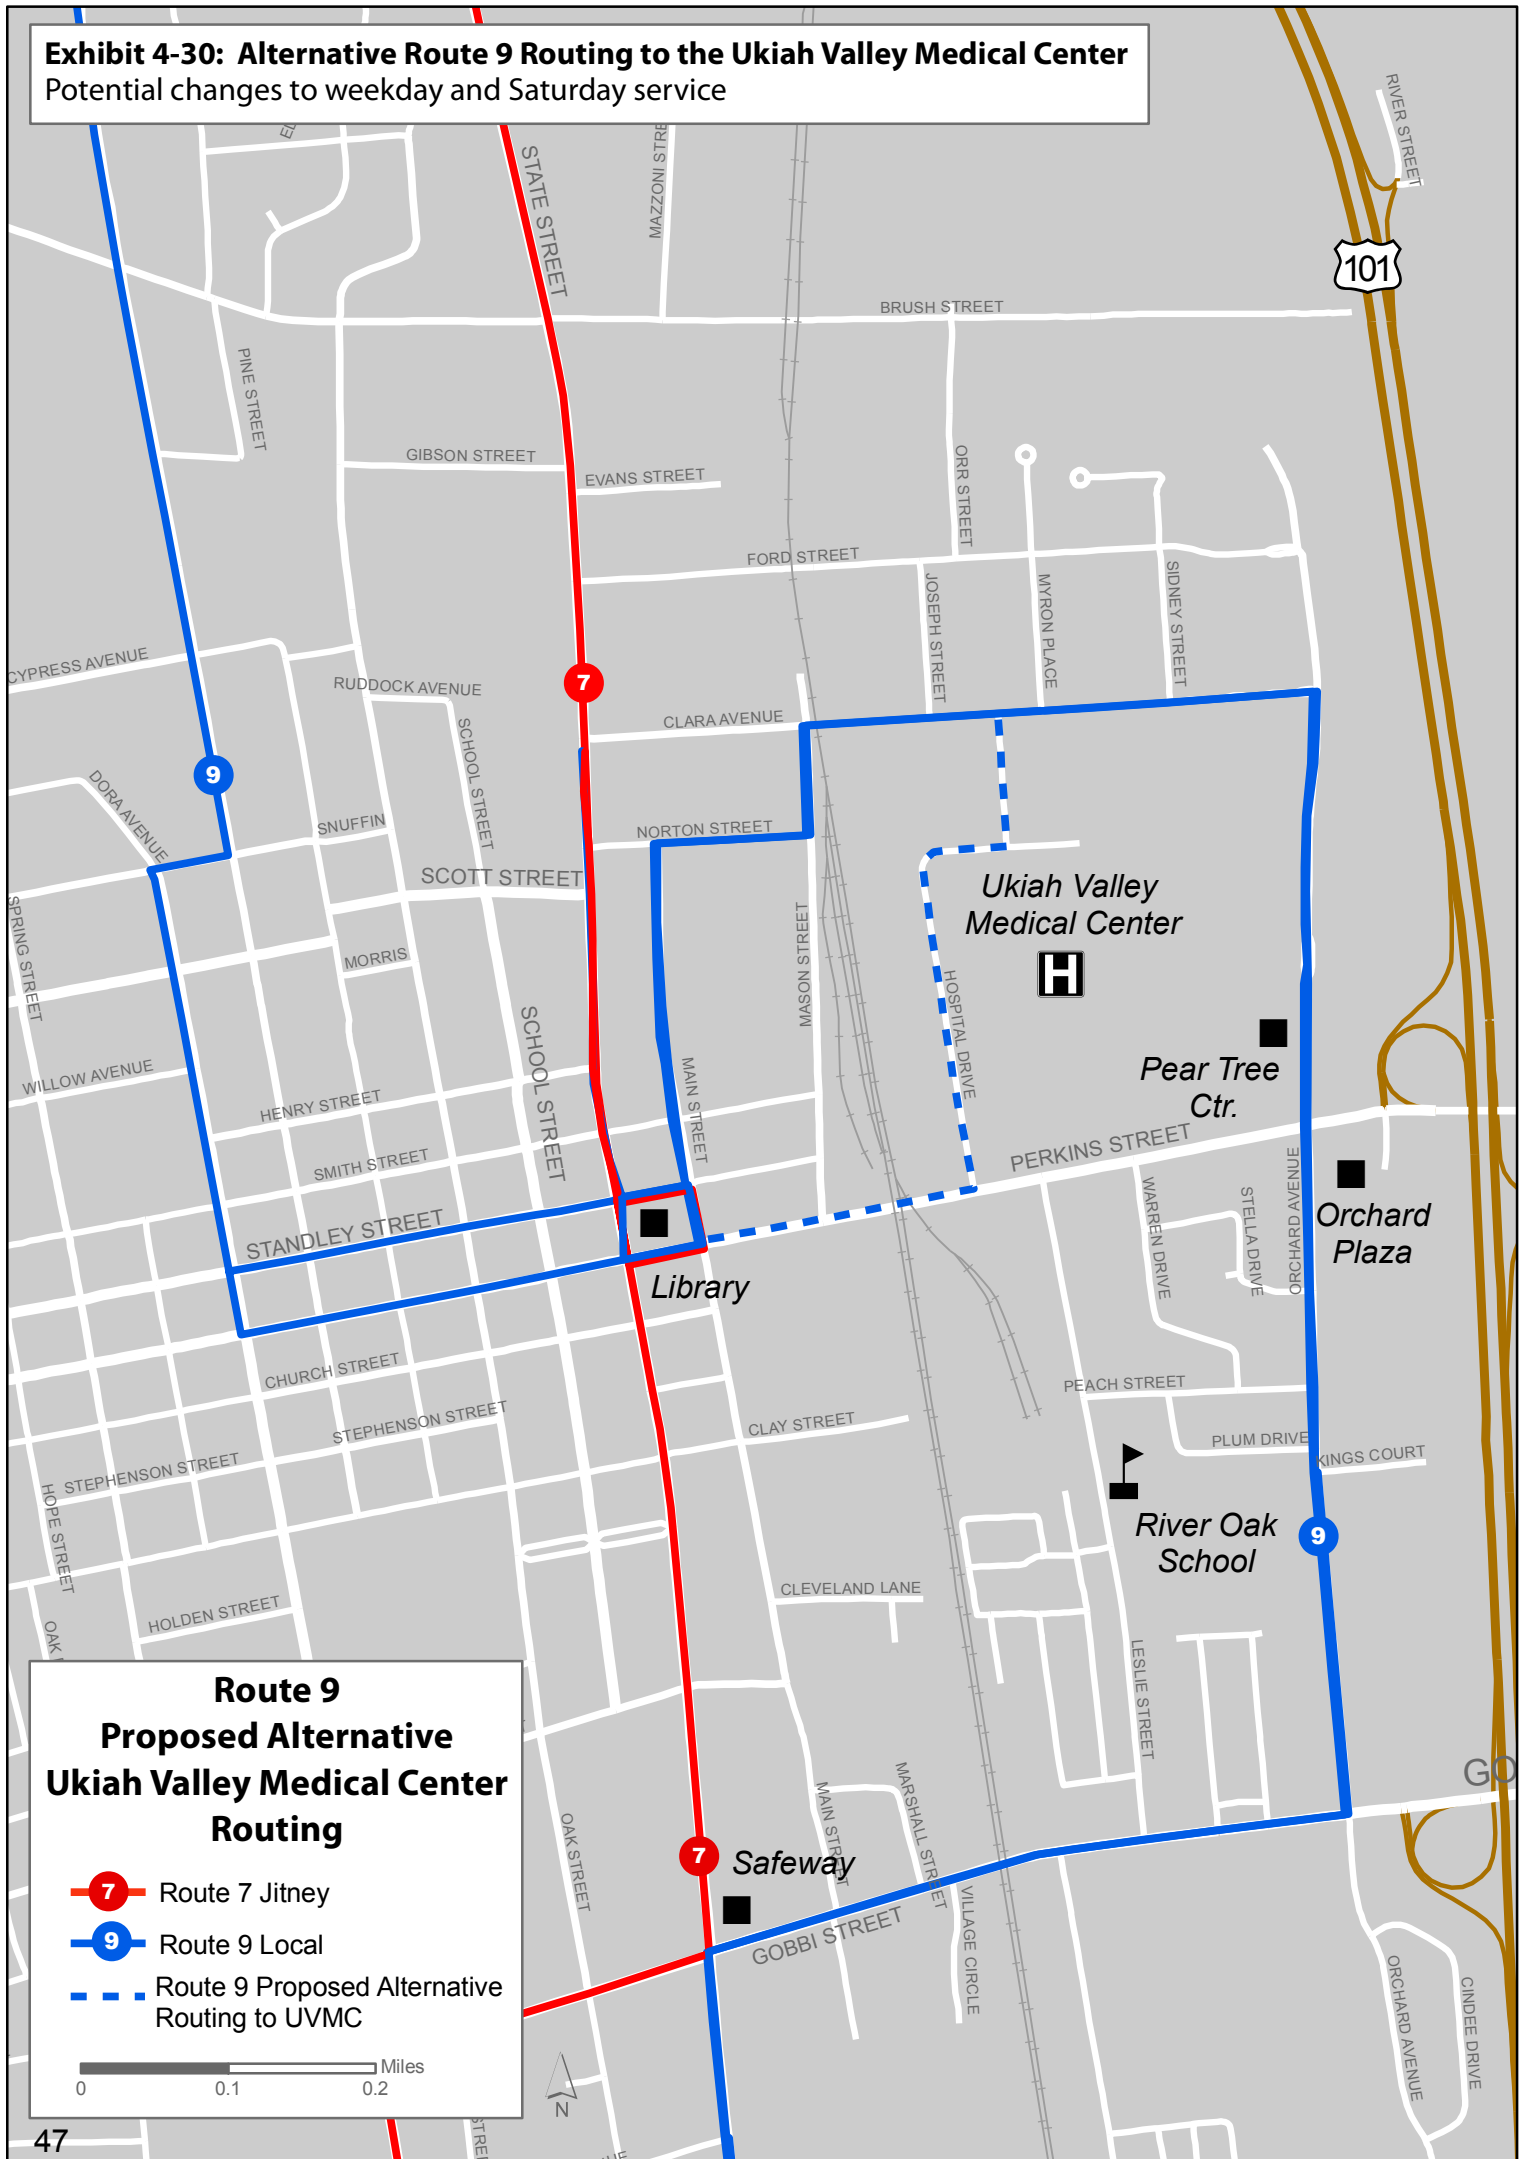 Exhibit 4-30: Alternative Route 9 Routing to the Ukiah Valley Medical Center
Potential changes to weekday and Saturday service
RIVER STREET
MAZZONI STRE
STATE STREET
101
BRUSH STREET
PINE STREET
GIBSON STREET
EVANS STREET
ORR STREET
FORD STREET
JOSEPH STREET
MYRON PLACE
SIDNEY STREET
CYPRESS AVENUE
RUDDOCK AVENUE
7
CLARA AVENUE
SCHOOL STREET
9
DORA AVENUE
SNUFFIN
NORTON STREET
SCOTT STREET
Ukiah Valley
Medical Center
H
SPRING STREET
MORRIS
MASON STREET
HOSPITAL DRIVE
SCHOOL STREET
Pear Tree
Ctr.
WILLOW AVENUE
HENRY STREET
MAIN STREET
PERKINS STREET
SMITH STREET
WARREN DRIVE
STELLA DRIVE
ORCHARD AVENUE
Orchard
Plaza
STANDLEY STREET
Library
CHURCH STREET
PEACH STREET
STEPHENSON STREET
CLAY STREET
PLUM DRIVE
KINGS COURT
STEPHENSON STREET
HOPE STREET
River Oak
School
9
CLEVELAND LANE
HOLDEN STREET
OAK
LESLIE STREET
GO
Route 9
Proposed Alternative
Ukiah Valley Medical Center
Routing
7 Route 7 Jitney
9 Route 9 Local
Route 9 Proposed Alternative
Routing to UVMC
Miles
0 0.1 0.2
OAK STREET
MAIN STREET
MARSHALL STREET
7
Safeway
GOBBI STREET
VILLAGE CIRCLE
ORCHARD AVENUE
CINDEE DRIVE
N
STREE
UE
47